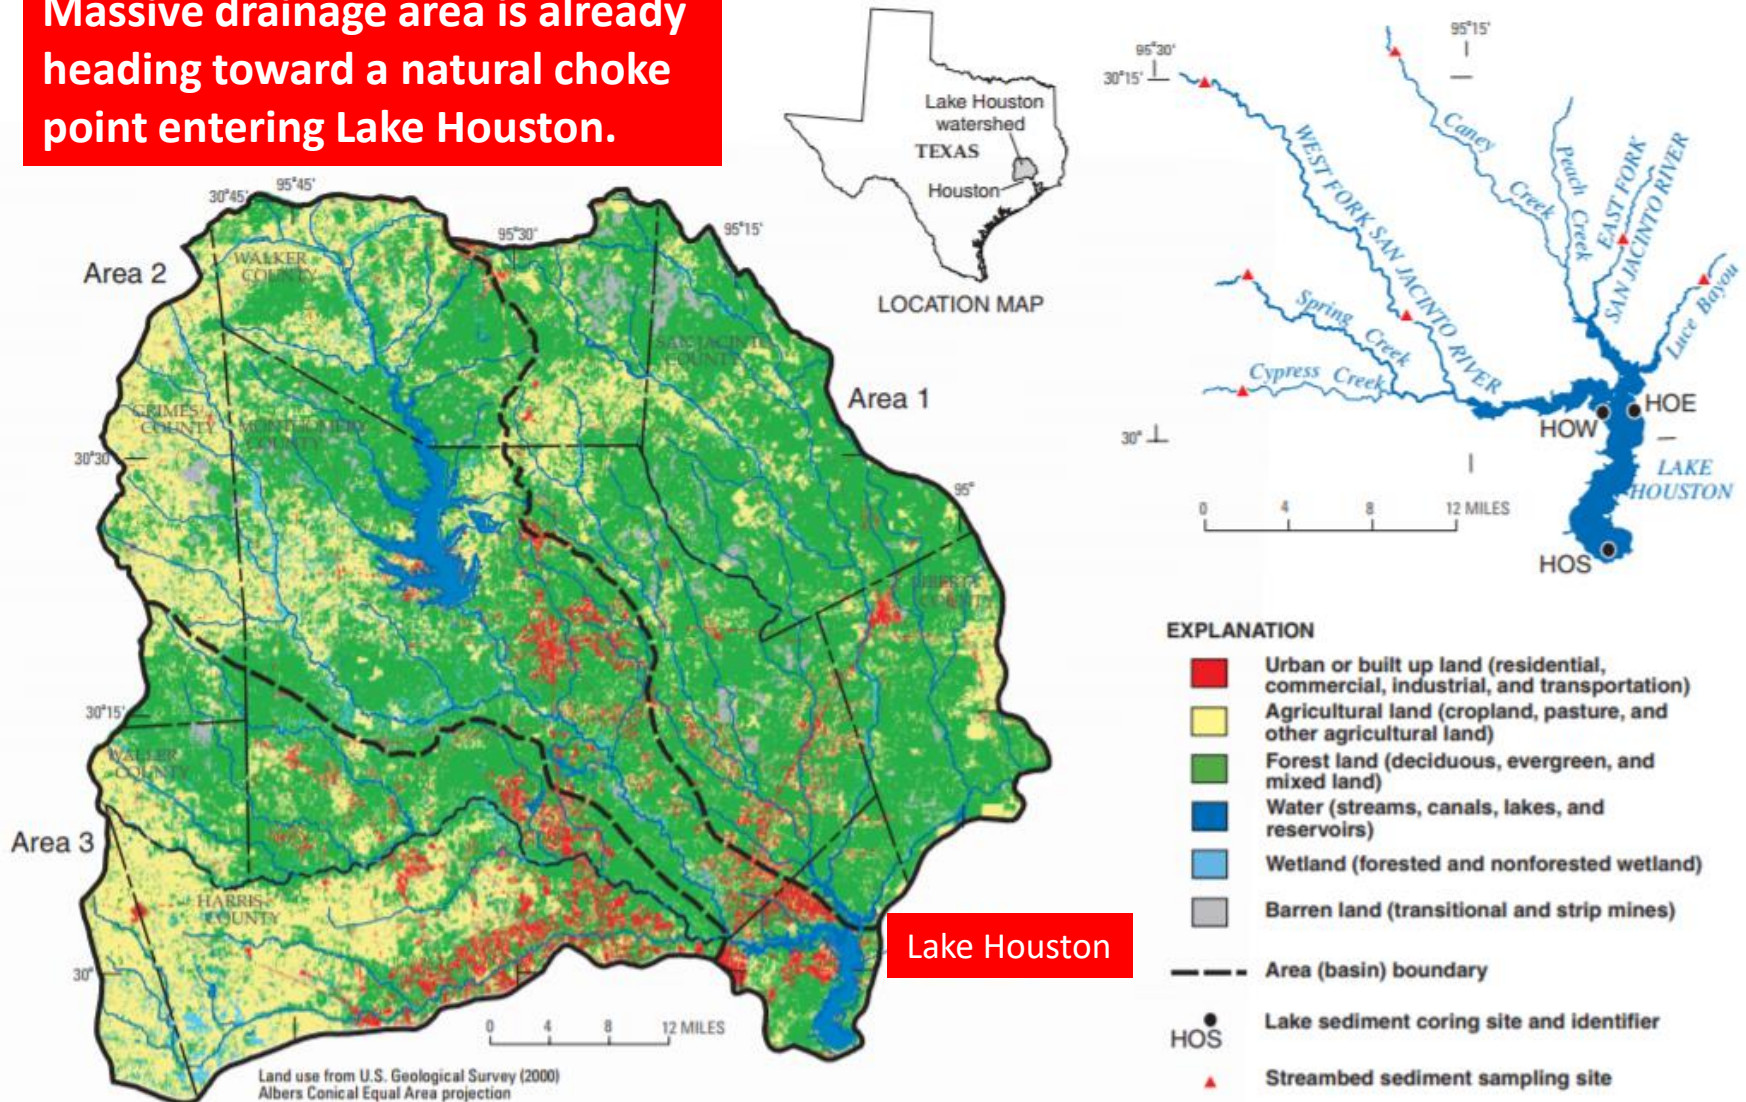 Massive drainage area is already
heading toward a natural choke
point entering Lake Houston.
30°45'
95°45'
95°30'
95°15'
Area 2
WALKER
COUNTY
SAN JACINTO
COUNTY
Area 1
GRIMES
COUNTY
MONTGOMERY
COUNTY
30°30'
95°
LIBERTY
COUNTY
30°15'
WALLER
COUNTY
Area 3
HARRIS
COUNTY
30°
Lake Houston
0 4 8 12 MILES
Land use from U.S. Geological Survey (2000)
Albers Conical Equal Area projection
Lake Houston
watershed
TEXAS
Houston
LOCATION MAP
95°30'
30°15'
95°15'
WEST FORK SAN JACINTO RIVER
Caney Creek
Peach Creek
EAST FORK
SAN JACINTO RIVER
Luce Bayou
Spring Creek
Cypress Creek
30°
HOW
HOE
LAKE
HOUSTON
HOS
0 4 8 12 MILES
EXPLANATION
Urban or built up land (residential,
commercial, industrial, and transportation)
Agricultural land (cropland, pasture, and
other agricultural land)
Forest land (deciduous, evergreen, and
mixed land)
Water (streams, canals, lakes, and
reservoirs)
Wetland (forested and nonforested wetland)
Barren land (transitional and strip mines)
Area (basin) boundary
HOS
Lake sediment coring site and identifier
Streambed sediment sampling site